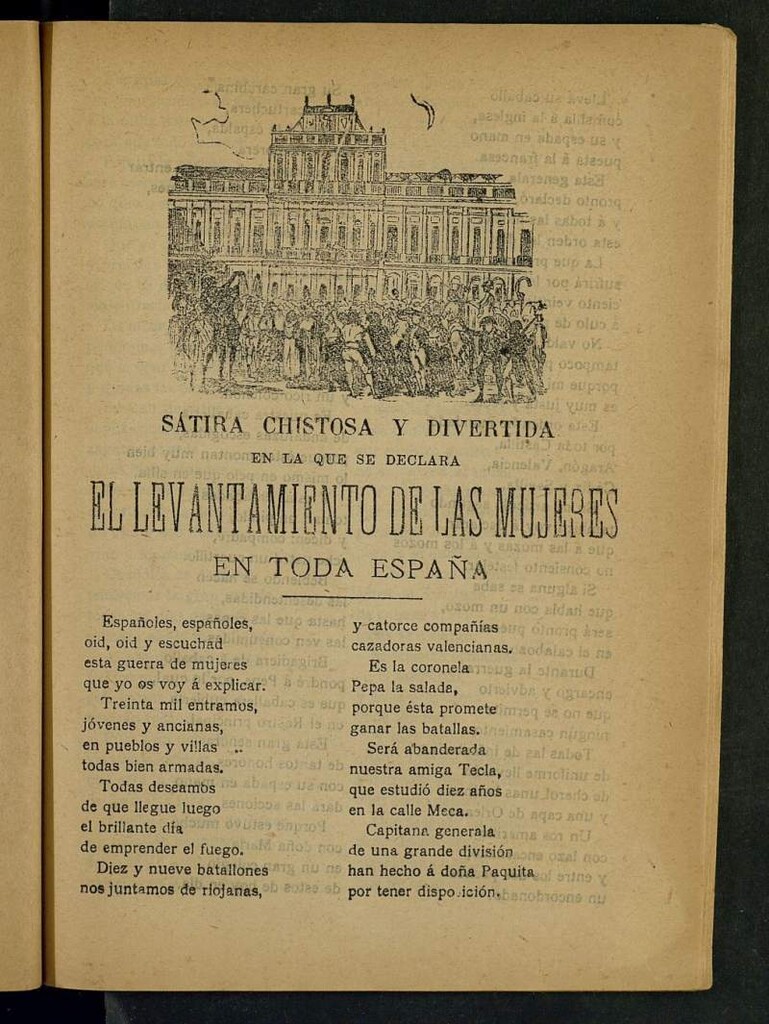 SÁTIRA CHISTOSA Y DIVERTIDA
EN LA QUE SE DECLARA
EL LEVANTAMIENTO DE LAS MUJERES
EN TODA ESPAÑA
Españoles, españoles,
oid, oid y escuchad
esta guerra de mujeres
que yo os voy á explicar.
Treinta mil entramos,
jóvenes y ancianas,
en pueblos y villas
todas bien armadas.
Todas deseamos
de que llegue luego
el brillante día
de emprender el fuego.
Diez y nueve batallones
nos juntamos de riojanas,
y catorce compañías
cazadoras valencianas.
Es la coronela
Pepa la salada,
porque ésta promete
ganar las batallas.
Será abanderada
nuestra amiga Tecla,
que estudió diez años
en la calle Meca.
Capitana generala
de una grande división
han hecho á doña Paquita
por tener dispo.ición.